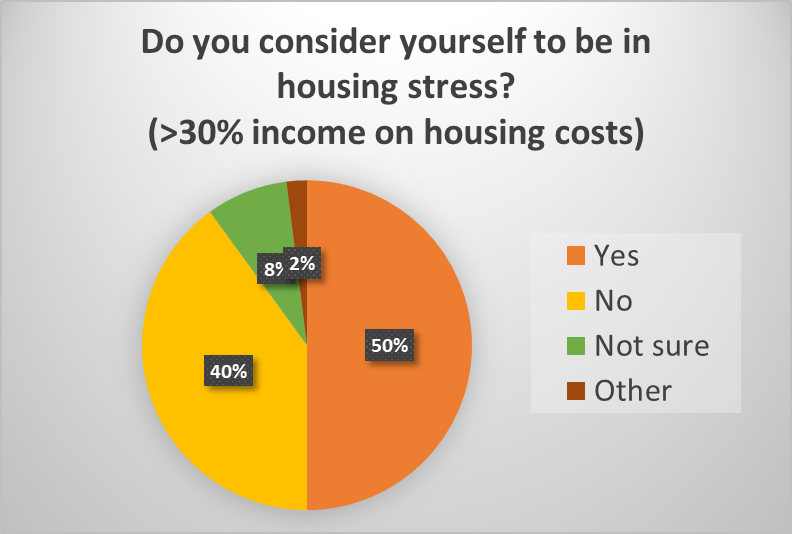 Do you consider yourself to be in
housing stress?
(>30% income on housing costs)
8%
2%
50%
40%
Yes
No
Not sure
Other